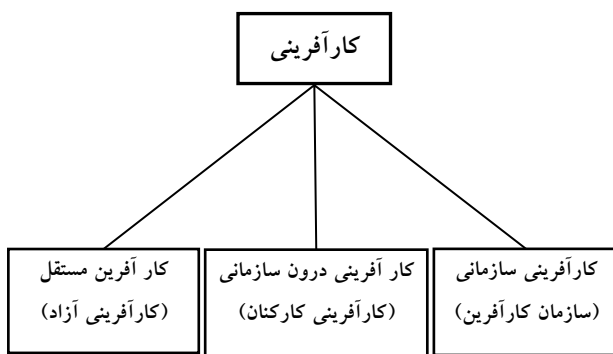 کارآفرینی
کارآفرینی سازمانی
(سازمان کارآفرین)
کار آفرینی درون سازمانی
(کارآفرینی کارکنان)
کار آفرین مستقل
(کارآفرینی آزاد)